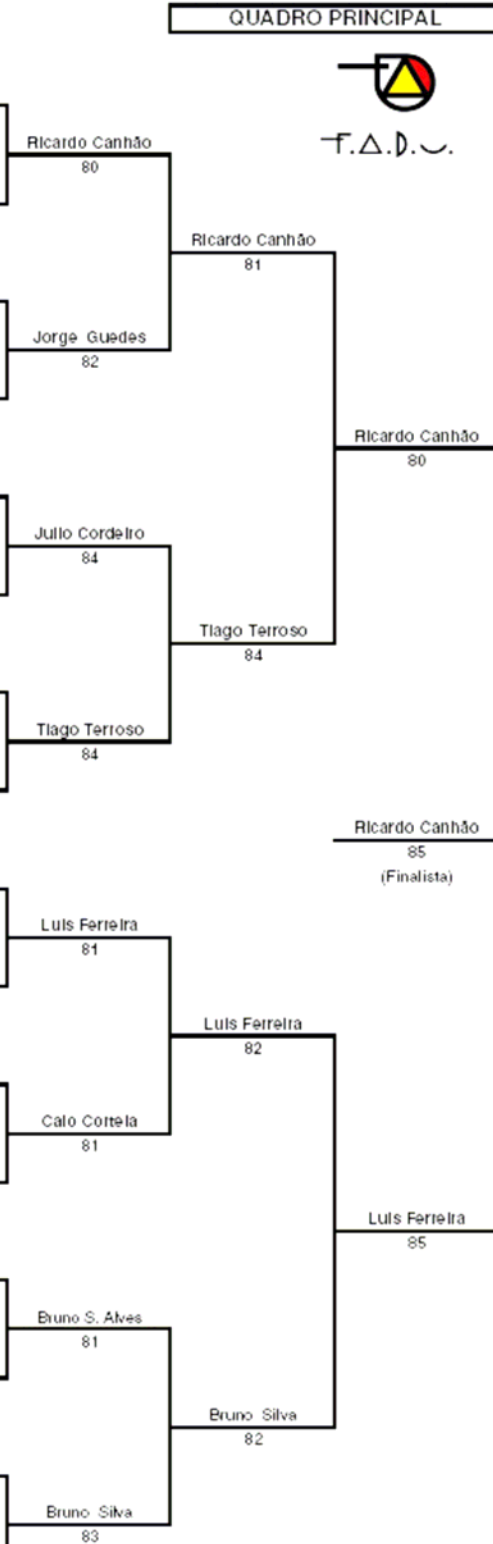 QUADRO PRINCIPAL
F.A.D.U.
Ricardo Canhão
80
Ricardo Canhão
81
Jorge Guedes
82
Ricardo Canhão
80
Julio Cordeiro
84
Tiago Terroso
84
Tiago Terroso
84
Ricardo Canhão
85
(Finalista)
Luis Ferreira
81
Luis Ferreira
82
Caio Correia
81
Luis Ferreira
85
Bruno S. Alves
81
Bruno Silva
82
Bruno Silva
83